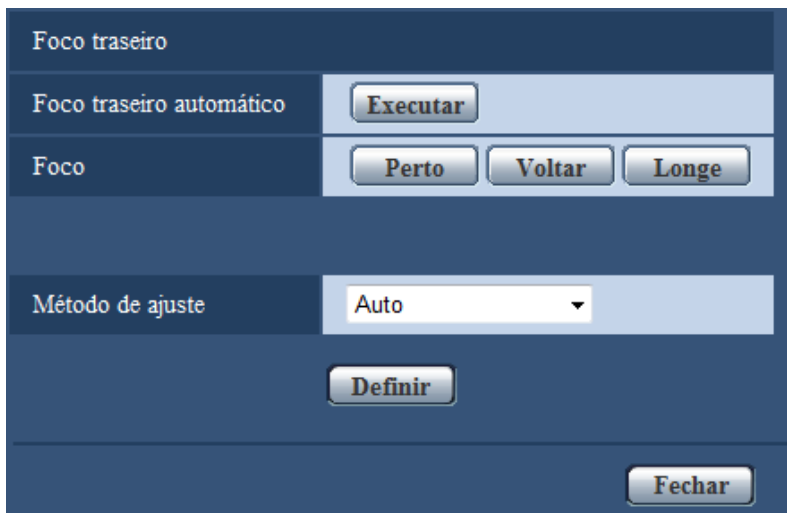 Foco traseiro
Foco traseiro automático Executar
Foco Perto Voltar Longe
Método de ajuste Auto
Definir
Fechar